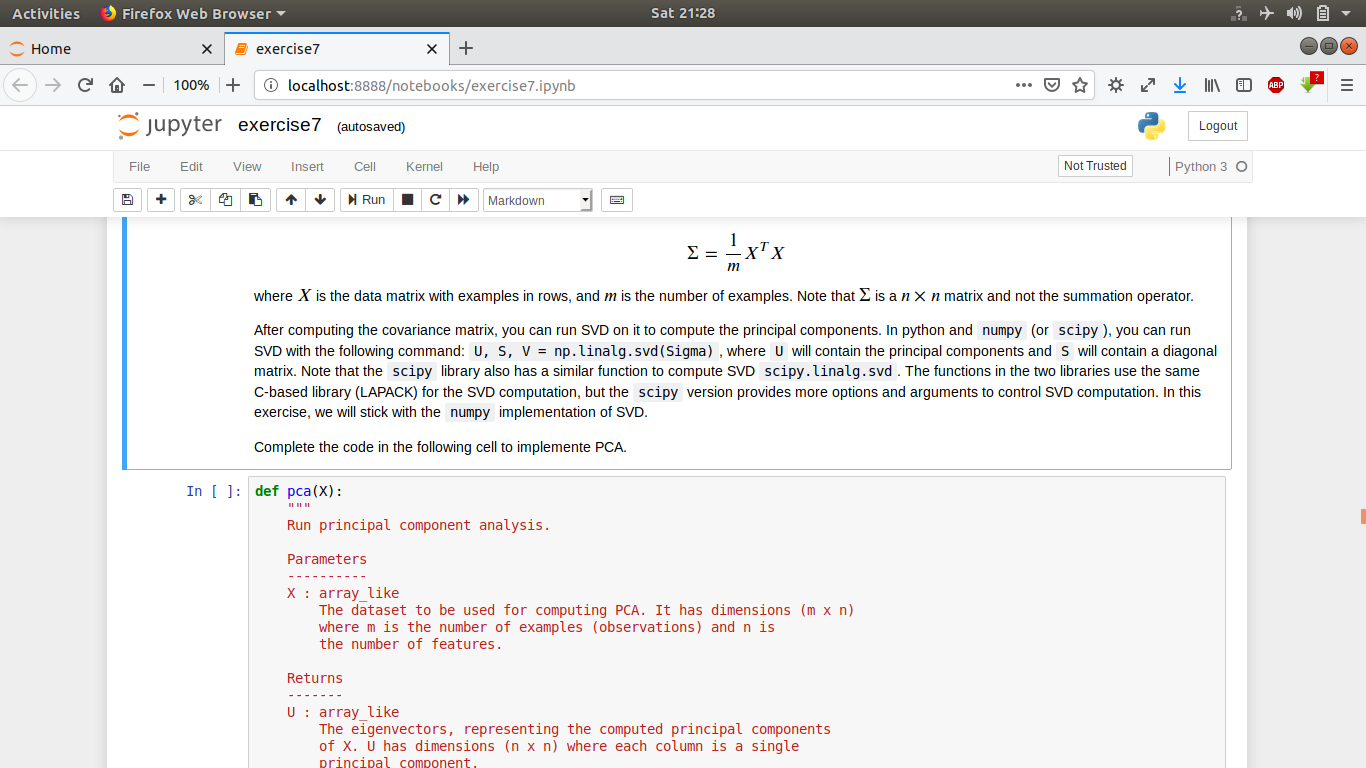 Activities Firefox Web Browser Sat 21:28
Home exercise7
100% localhost:8888/notebooks/exercise7.ipynb ABP ?
jupyter exercise7 (autosaved) Logout
File Edit View Insert Cell Kernel Help Not Trusted Python 3
Run Markdown
Σ = 1/m X^T X
where X is the data matrix with examples in rows, and m is the number of examples. Note that Σ is a n × n matrix and not the summation operator.
After computing the covariance matrix, you can run SVD on it to compute the principal components. In python and numpy (or scipy), you can run
SVD with the following command: U, S, V = np.linalg.svd(Sigma), where U will contain the principal components and S will contain a diagonal
matrix. Note that the scipy library also has a similar function to compute SVD scipy.linalg.svd. The functions in the two libraries use the same
C-based library (LAPACK) for the SVD computation, but the scipy version provides more options and arguments to control SVD computation. In this
exercise, we will stick with the numpy implementation of SVD.
Complete the code in the following cell to implemente PCA.
In [ ]: def pca(X):
"""
Run principal component analysis.
Parameters
----------
X : array_like
The dataset to be used for computing PCA. It has dimensions (m x n)
where m is the number of examples (observations) and n is
the number of features.
Returns
-------
U : array_like
The eigenvectors, representing the computed principal components
of X. U has dimensions (n x n) where each column is a single
principal component.